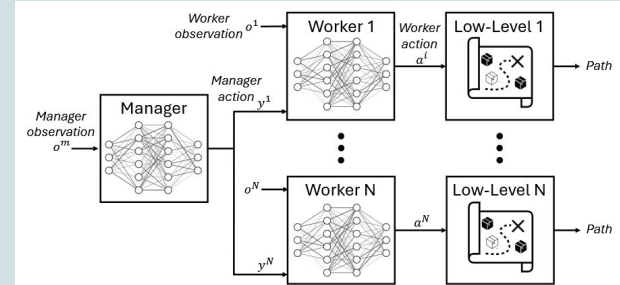 Worker
observation o¹
Worker 1
Worker
action
aⁱ
Low-Level 1
Path
Manager
action
y¹
Manager
observation
oᵐ
Manager
oᴺ
yᴺ
Worker N
aᴺ
Low-Level N
Path